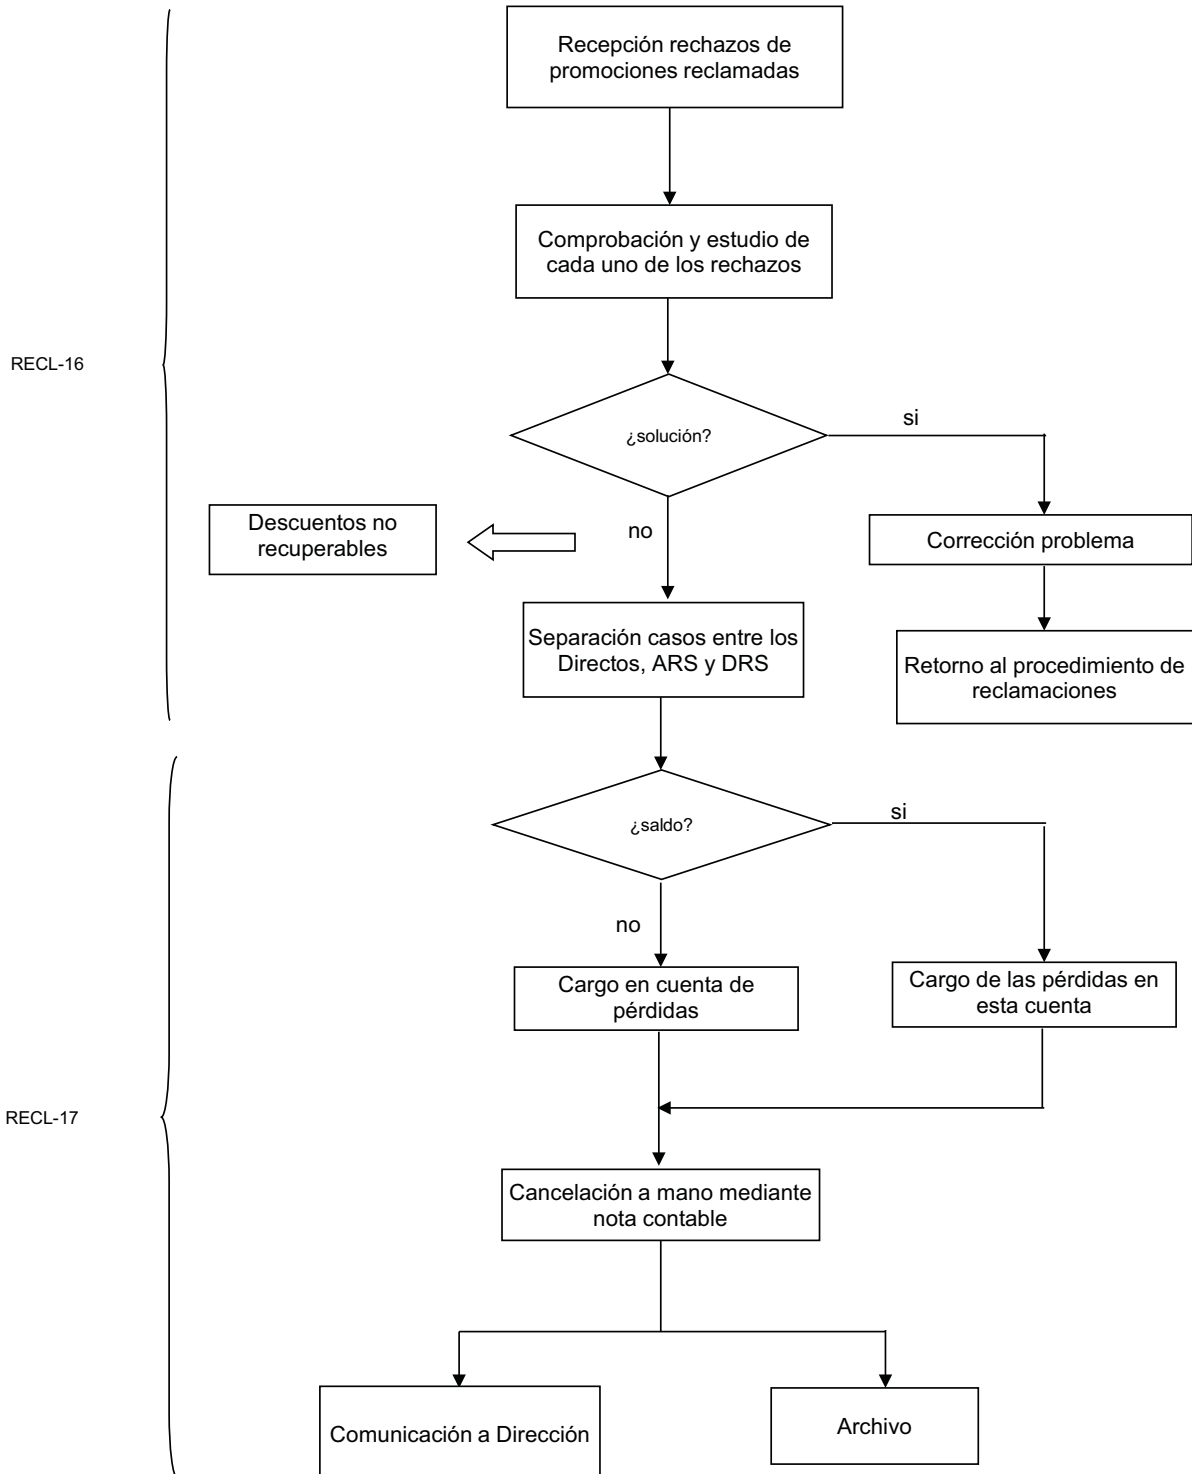 Recepción rechazos de
promociones reclamadas
Comprobación y estudio de
cada uno de los rechazos
RECL-16
¿solución?
si
no
Descuentos no
recuperables
Corrección problema
Separación casos entre los
Directos, ARS y DRS
Retorno al procedimiento de
reclamaciones
¿saldo?
si
no
Cargo en cuenta de
pérdidas
Cargo de las pérdidas en
esta cuenta
RECL-17
Cancelación a mano mediante
nota contable
Comunicación a Dirección
Archivo